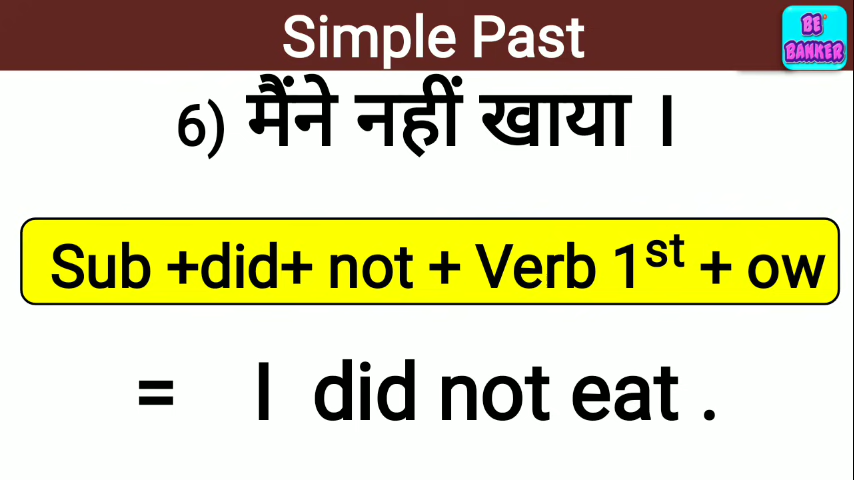 Simple Past
BE
BANKER
6) मैंने नहीं खाया ।
Sub +did+ not + Verb 1st + ow
= I did not eat .